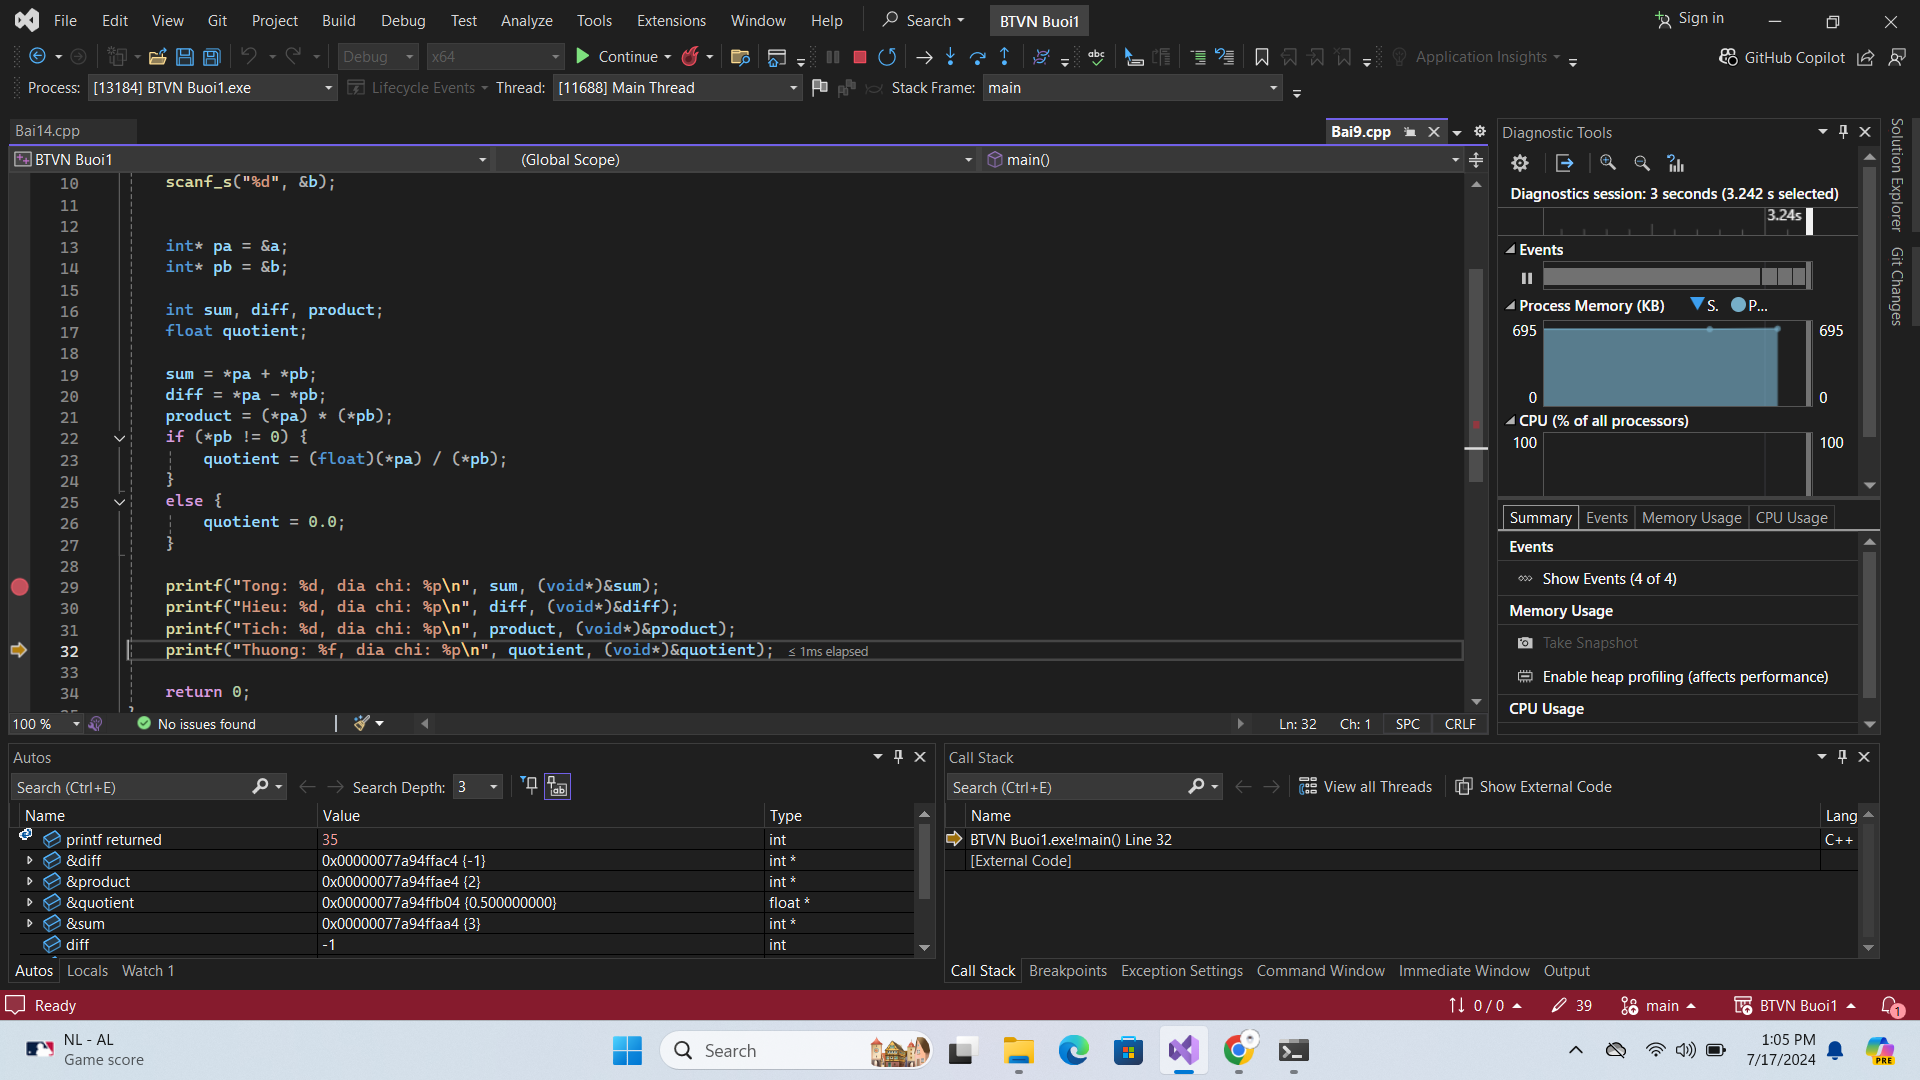 File Edit View Git Project Build Debug Test Analyze Tools Extensions Window Help Search BTVN Buoi1 Sign in
Debug x64 Continue Application Insights GitHub Copilot
Process: [13184] BTVN Buoi1.exe Lifecycle Events Thread: [11688] Main Thread Stack Frame: main
Bai14.cpp Bai9.cpp
BTVN Buoi1 (Global Scope) main()
10 scanf_s("%d", &b);
11
12
13 int* pa = &a;
14 int* pb = &b;
15
16 int sum, diff, product;
17 float quotient;
18
19 sum = *pa + *pb;
20 diff = *pa - *pb;
21 product = (*pa) * (*pb);
22 if (*pb != 0) {
23 quotient = (float)(*pa) / (*pb);
24 }
25 else {
26 quotient = 0.0;
27 }
28
29 printf("Tong: %d, dia chi: %p\n", sum, (void*)&sum);
30 printf("Hieu: %d, dia chi: %p\n", diff, (void*)&diff);
31 printf("Tich: %d, dia chi: %p\n", product, (void*)&product);
32 printf("Thuong: %f, dia chi: %p\n", quotient, (void*)&quotient); ≤ 1ms elapsed
33
34 return 0;
100 % No issues found Ln: 32 Ch: 1 SPC CRLF
Diagnostic Tools
Diagnostics session: 3 seconds (3.242 s selected)
3.24s
Events
Process Memory (KB) S. P...
695 695
0 0
CPU (% of all processors)
100 100
Summary Events Memory Usage CPU Usage
Events
Show Events (4 of 4)
Memory Usage
Take Snapshot
Enable heap profiling (affects performance)
CPU Usage
Solution Explorer
Git Changes
Autos
Search (Ctrl+E) Search Depth: 3
Name Value Type
printf returned 35 int
&diff 0x00000077a94ffac4 {-1} int *
&product 0x00000077a94ffae4 {2} int *
&quotient 0x00000077a94ffb04 {0.500000000} float *
&sum 0x00000077a94ffaa4 {3} int *
diff -1 int
Autos Locals Watch 1
Call Stack
Search (Ctrl+E) View all Threads Show External Code
Name Lang
BTVN Buoi1.exe!main() Line 32 C++
[External Code]
Call Stack Breakpoints Exception Settings Command Window Immediate Window Output
Ready 0 / 0 39 main BTVN Buoi1 1
NL - AL
Game score
Search
PRE
1:05 PM
7/17/2024